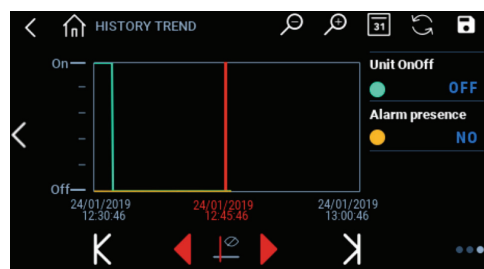 HISTORY TREND
31
On
Unit OnOff
OFF
Alarm presence
NO
Off
24/01/2019
12:30:46
24/01/2019
12:45:46
24/01/2019
13:00:46